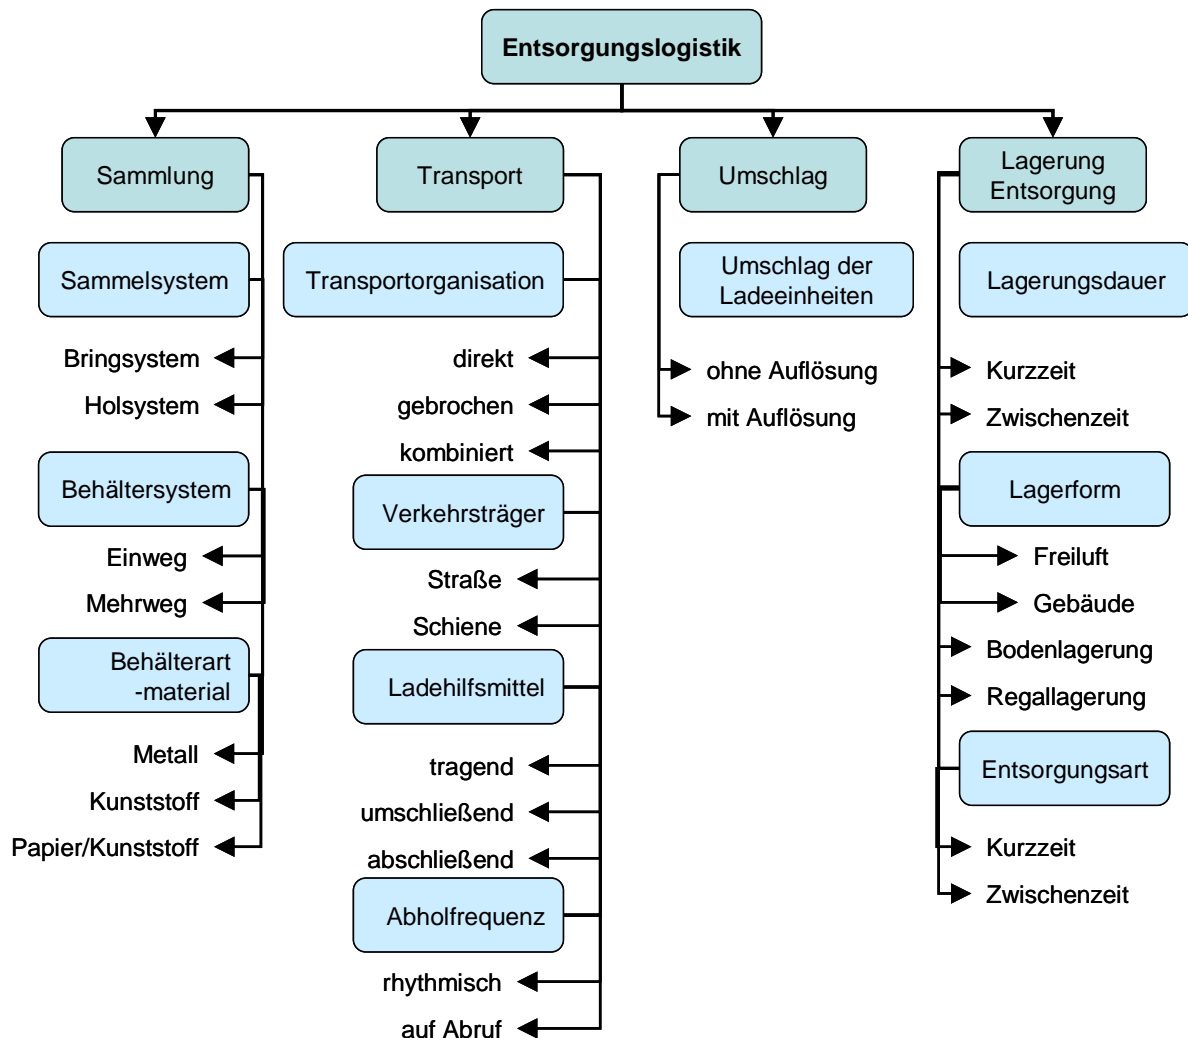 Entsorgungslogistik
Sammlung
Sammelsystem
Bringsystem
Holsystem
Behältersystem
Einweg
Mehrweg
Behälterart
-material
Metall
Kunststoff
Papier/Kunststoff
Transport
Transportorganisation
direkt
gebrochen
kombiniert
Verkehrsträger
Straße
Schiene
Ladehilfsmittel
tragend
umschließend
abschließend
Abholfrequenz
rhythmisch
auf Abruf
Umschlag
Umschlag der
Ladeeinheiten
ohne Auflösung
mit Auflösung
Lagerung
Entsorgung
Lagerungsdauer
Kurzzeit
Zwischenzeit
Lagerform
Freiluft
Gebäude
Bodenlagerung
Regallagerung
Entsorgungsart
Kurzzeit
Zwischenzeit